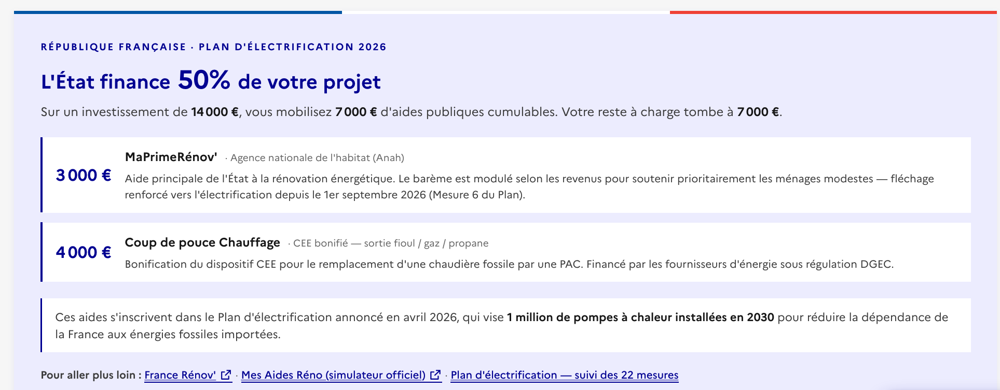 RÉPUBLIQUE FRANÇAISE · PLAN D'ÉLECTRIFICATION 2026
L'État finance 50% de votre projet
Sur un investissement de 14 000 €, vous mobilisez 7 000 € d'aides publiques cumulables. Votre reste à charge tombe à 7 000 €.
MaPrimeRénov' · Agence nationale de l'habitat (Anah)
3 000 €
Aide principale de l'État à la rénovation énergétique. Le barème est modulé selon les revenus pour soutenir prioritairement les ménages modestes — fléchage
renforcé vers l'électrification depuis le 1er septembre 2026 (Mesure 6 du Plan).
Coup de pouce Chauffage · CEE bonifié — sortie fioul / gaz / propane
4 000 €
Bonification du dispositif CEE pour le remplacement d'une chaudière fossile par une PAC. Financé par les fournisseurs d'énergie sous régulation DGEC.
Ces aides s'inscrivent dans le Plan d'électrification annoncé en avril 2026, qui vise 1 million de pompes à chaleur installées en 2030 pour réduire la dépendance de
la France aux énergies fossiles importées.
Pour aller plus loin : France Rénov' · Mes Aides Réno (simulateur officiel) · Plan d'électrification — suivi des 22 mesures